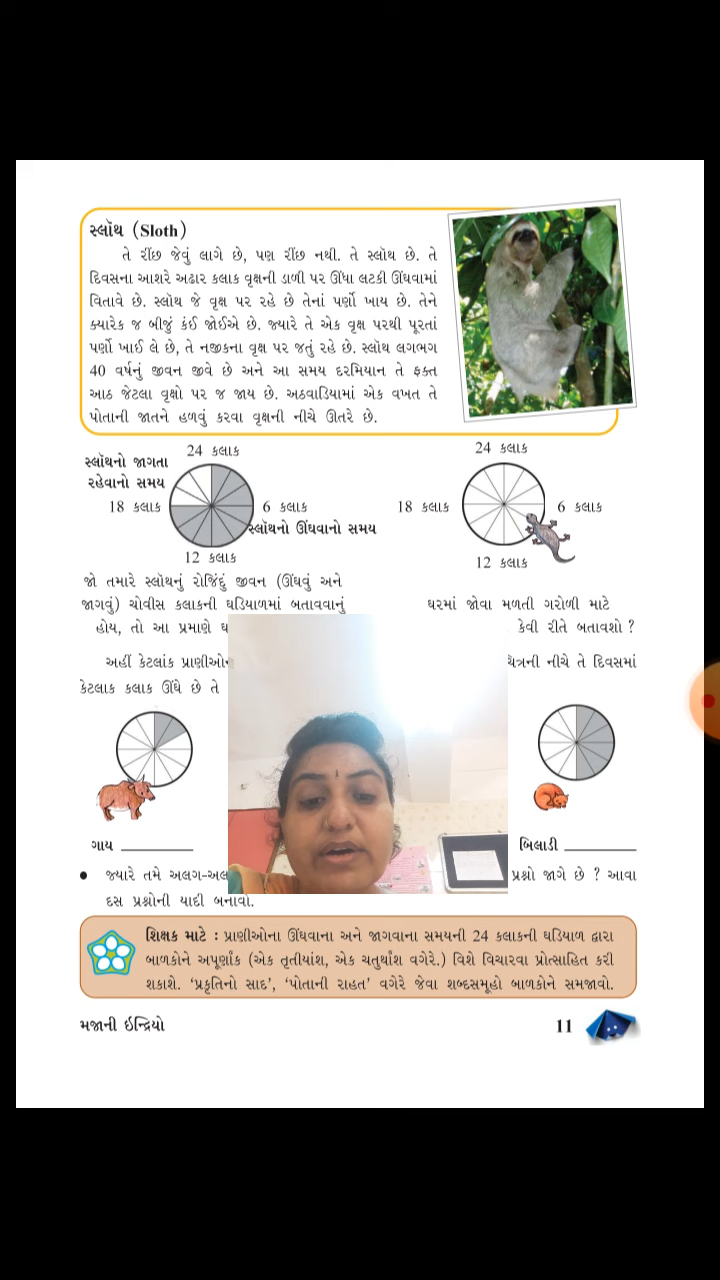 સ્લૉથ (Sloth)
તે રીંછ જેવું લાગે છે, પણ રીંછ નથી. તે સ્લૉથ છે. તે
દિવસના આશરે અઢાર કલાક વૃક્ષની ડાળી પર ઊંધા લટકી ઊંઘવામાં
વિતાવે છે. સ્લૉથ જે વૃક્ષ પર રહે છે તેનાં પર્ણો ખાય છે. તેને
ક્યારેક જ બીજું કંઈ જોઈએ છે. જ્યારે તે એક વૃક્ષ પરથી પૂરતાં
પર્ણો ખાઈ લે છે, તે નજીકના વૃક્ષ પર જતું રહે છે. સ્લૉથ લગભગ
40 વર્ષનું જીવન જીવે છે અને આ સમય દરમિયાન તે ફક્ત
આઠ જેટલા વૃક્ષો પર જ જાય છે. અઠવાડિયામાં એક વખત તે
પોતાની જાતને હળવું કરવા વૃક્ષની નીચે ઊતરે છે.
24 કલાક
સ્લૉથનો જાગતા
રહેવાનો સમય
18 કલાક
6 કલાક
સ્લૉથનો ઊંઘવાનો સમય
12 કલાક
24 કલાક
18 કલાક
6 કલાક
12 કલાક
જો તમારે સ્લૉથનું રોજિંદું જીવન (ઊંઘવું અને
જાગવું) ચોવીસ કલાકની ઘડિયાળમાં બતાવવાનું
હોય, તો આ પ્રમાણે
ઘરમાં જોવા મળતી ગરોળી માટે
કેવી રીતે બતાવશો ?
અહીં કેટલાંક
નીચે તે દિવસમાં
કેટલાક કલાક ઊંઘે છે તે
ગાય
બિલાડી
જ્યારે તમે
પ્રશ્નો જાગે છે ? આવા
દસ પ્રશ્નોની યાદી બનાવો.
શિક્ષક માટે : પ્રાણીઓના ઊંઘવાના અને જાગવાના સમયની 24 કલાકની ઘડિયાળ દ્વારા
બાળકોને અપૂર્ણાંક (એક તૃતીયાંશ, એક ચતુર્થાંશ વગેરે.) વિશે વિચારવા પ્રોત્સાહિત કરી
શકાશે. ‘પ્રકૃતિનો સાદ’, ‘પોતાની રાહત’ વગેરે જેવા શબ્દસમૂહો બાળકોને સમજાવો.
મજાની ઇન્દ્રિયો
11